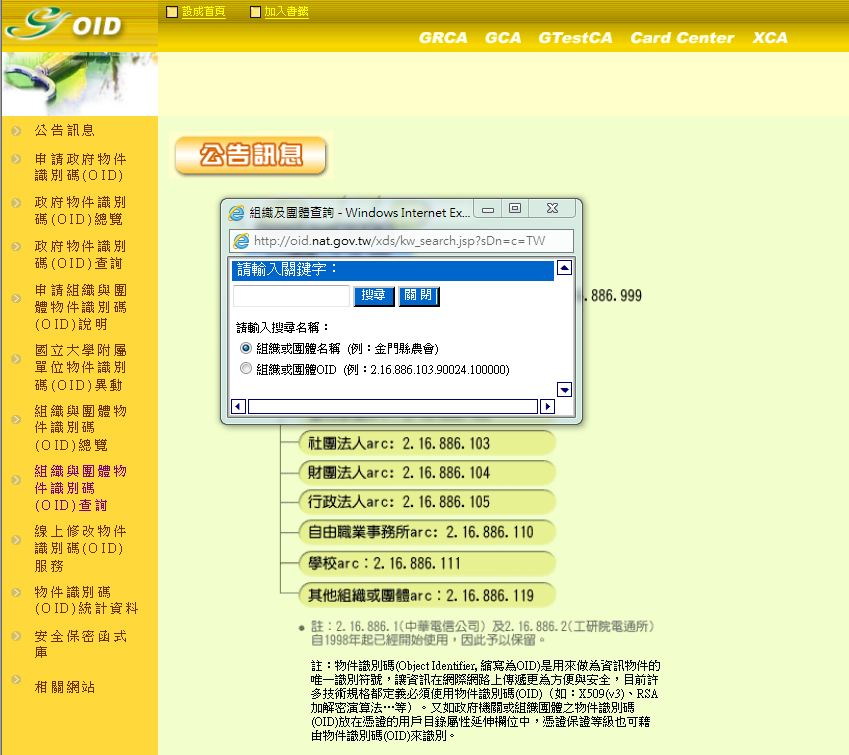 OID
設成首頁
加入書籤
GRCA GCA GTestCA Card Center XCA
公告訊息
申請政府物件
識別碼(OID)
政府物件識別
碼(OID)總覽
政府物件識別
碼(OID)查詢
申請組織與團
體物件識別碼
(OID)說明
國立大學附屬
單位物件識別
碼(OID)異動
組織與團體物
件識別碼
(OID)總覽
組織與團體物
件識別碼
(OID)查詢
線上修改物件
識別碼(OID)
服務
物件識別碼
(OID)統計資料
安全保密函式
庫
相關網站
公告訊息
組織及團體查詢 - Windows Internet Ex...
http://oid.nat.gov.tw/xds/kw_search.jsp?sDn=c=TW
請輸入關鍵字：
搜尋 關閉
請輸入搜尋名稱：
組織或團體名稱 (例：金門縣農會)
組織或團體OID (例：2.16.886.103.90024.100000)
.886.999
社團法人arc: 2.16.886.103
財團法人arc: 2.16.886.104
行政法人arc: 2.16.886.105
自由職業事務所arc: 2.16.886.110
學校arc：2.16.886.111
其他組織或團體arc：2.16.886.119
註：2.16.886.1(中華電信公司) 及2.16.886.2(工研院電通所)
自1998年起已經開始使用，因此予以保留。
註：物件識別碼(Object Identifier, 縮寫為OID)是用來做為資訊物件的
唯一識別符號，讓資訊在網際網路上傳遞更為方便與安全，目前許
多技術規格都定義必須使用物件識別碼(OID)（如：X509(v3)、RSA
加解密演算法…等）。又如政府機關或組織團體之物件識別碼
(OID)放在憑證的用戶目錄屬性延伸欄位中，憑證保證等級也可藉
由物件識別碼(OID)來識別。